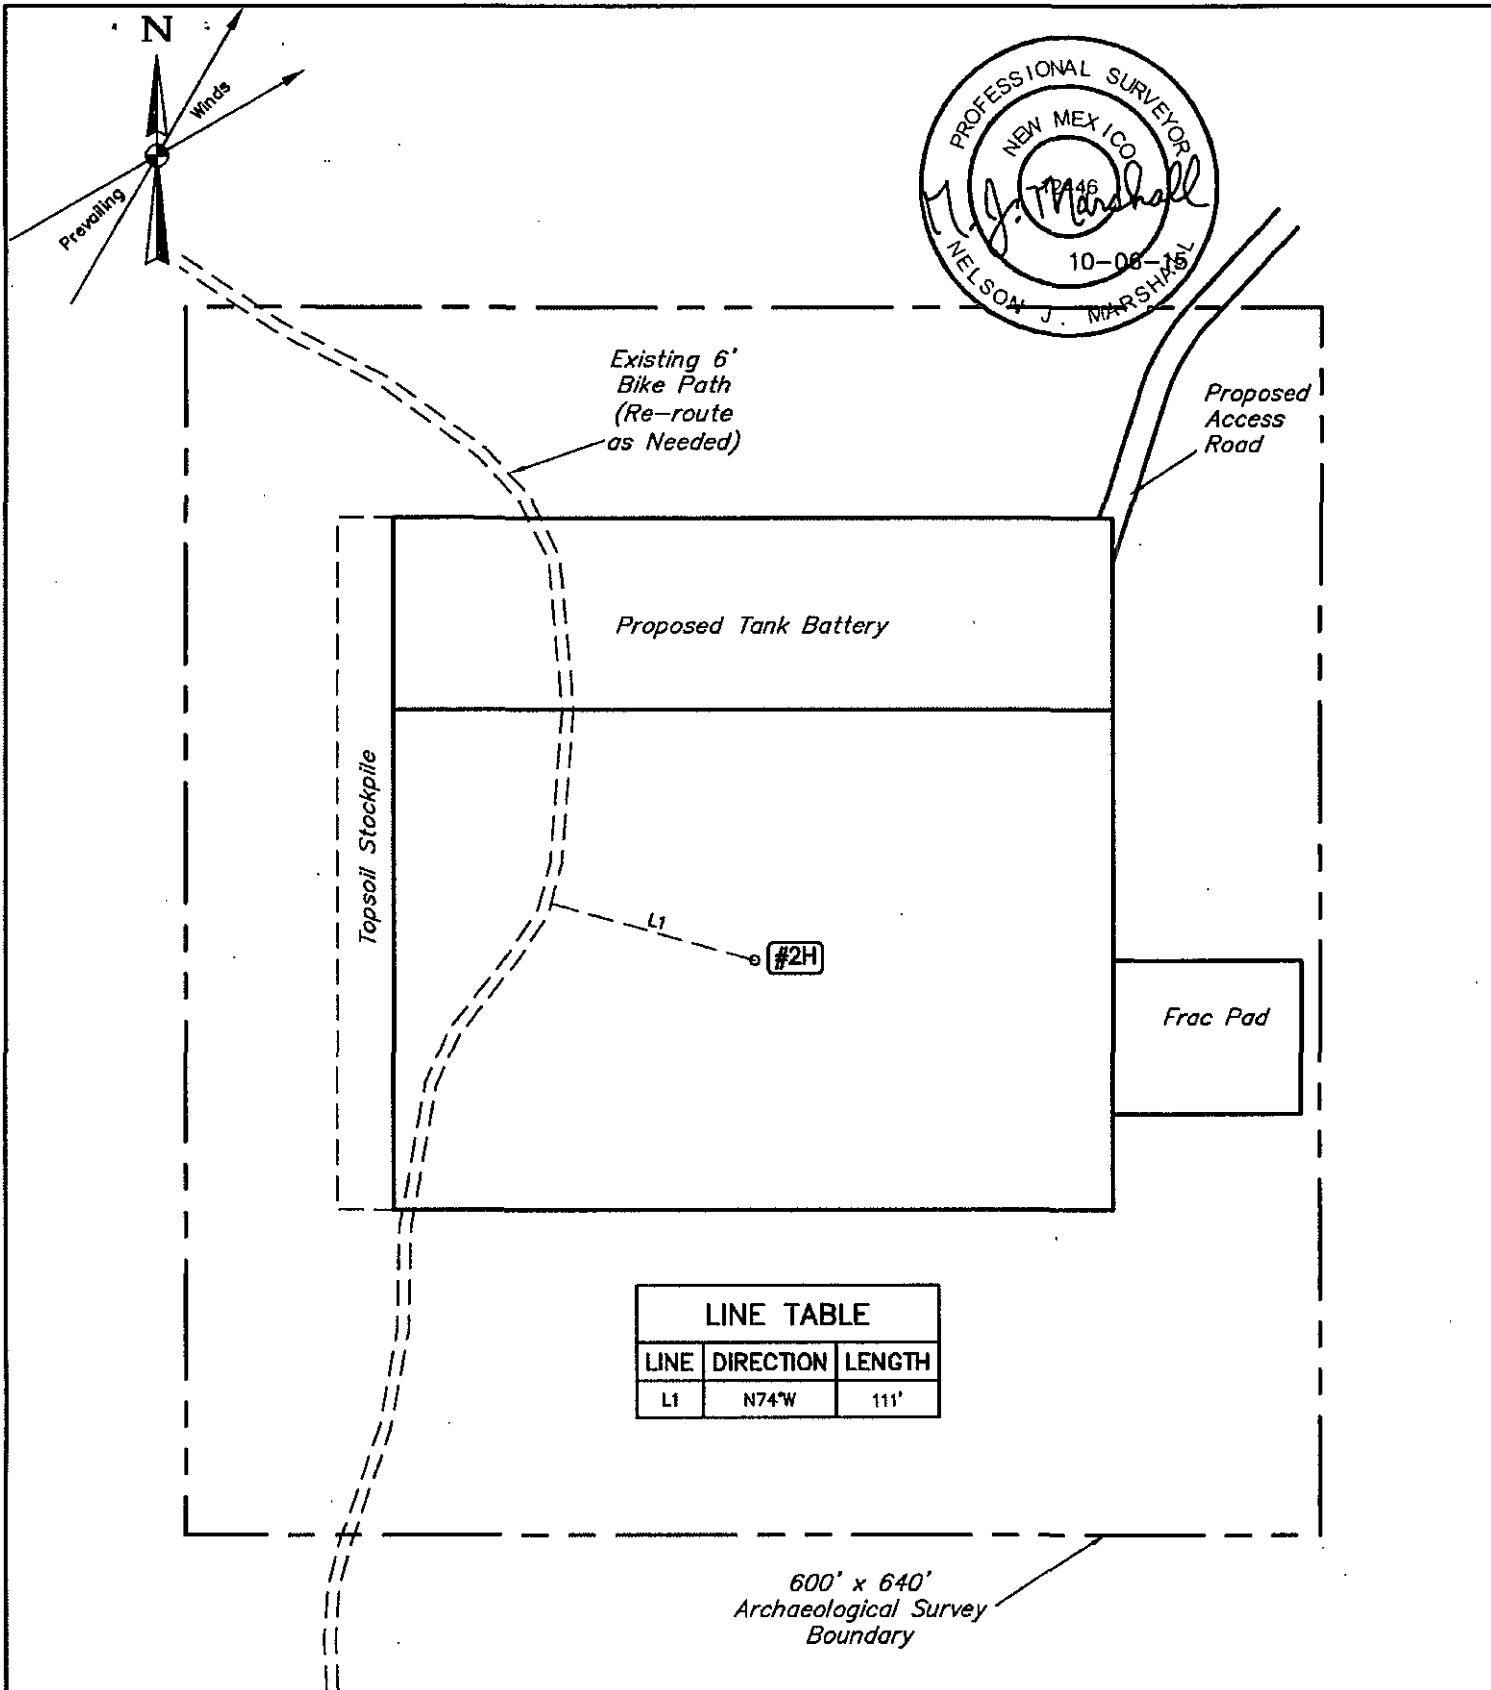 N
Winds
Prevailing
PROFESSIONAL SURVEYOR
NEW MEXICO
12446
N. J. Marshall
10-06-15
NELSON J. MARSHALL
Existing 6'
Bike Path
(Re-route
as Needed)
Proposed
Access
Road
Proposed Tank Battery
Topsoil Stockpile
L1
#2H
Frac Pad
LINE TABLE
LINE DIRECTION LENGTH
L1 N74°W 111'
600' x 640'
Archaeological Survey
Boundary